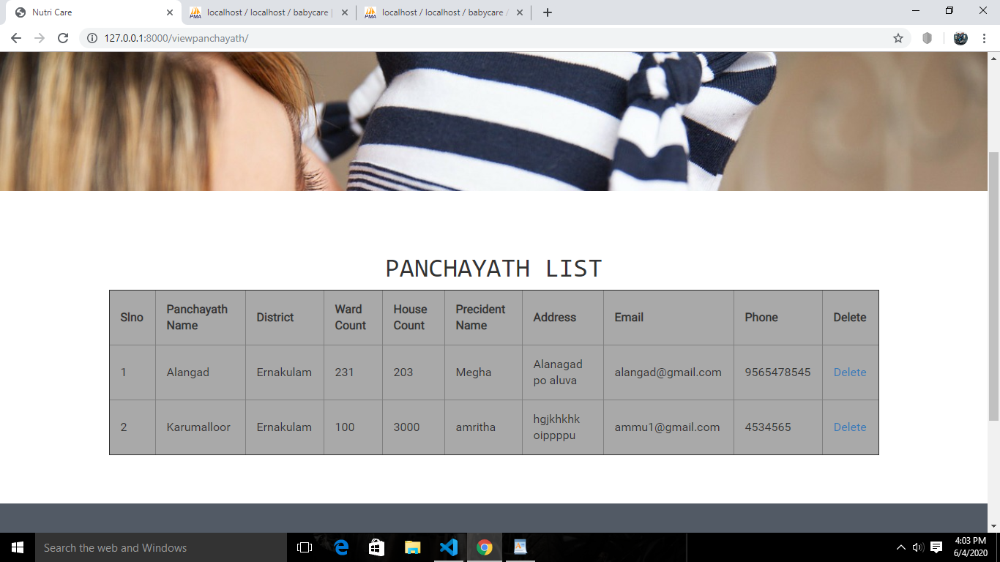 Nutri Care
localhost / localhost / babycare |
localhost / localhost / babycare /
127.0.0.1:8000/viewpanchayath/
PANCHAYATH LIST
Slno Panchayath Name District Ward Count House Count Precident Name Address Email Phone Delete
1 Alangad Ernakulam 231 203 Megha Alanagad po aluva alangad@gmail.com 9565478545 Delete
2 Karumalloor Ernakulam 100 3000 amritha hgjkhkhk oippppu ammu1@gmail.com 4534565 Delete
Search the web and Windows
4:03 PM
6/4/2020